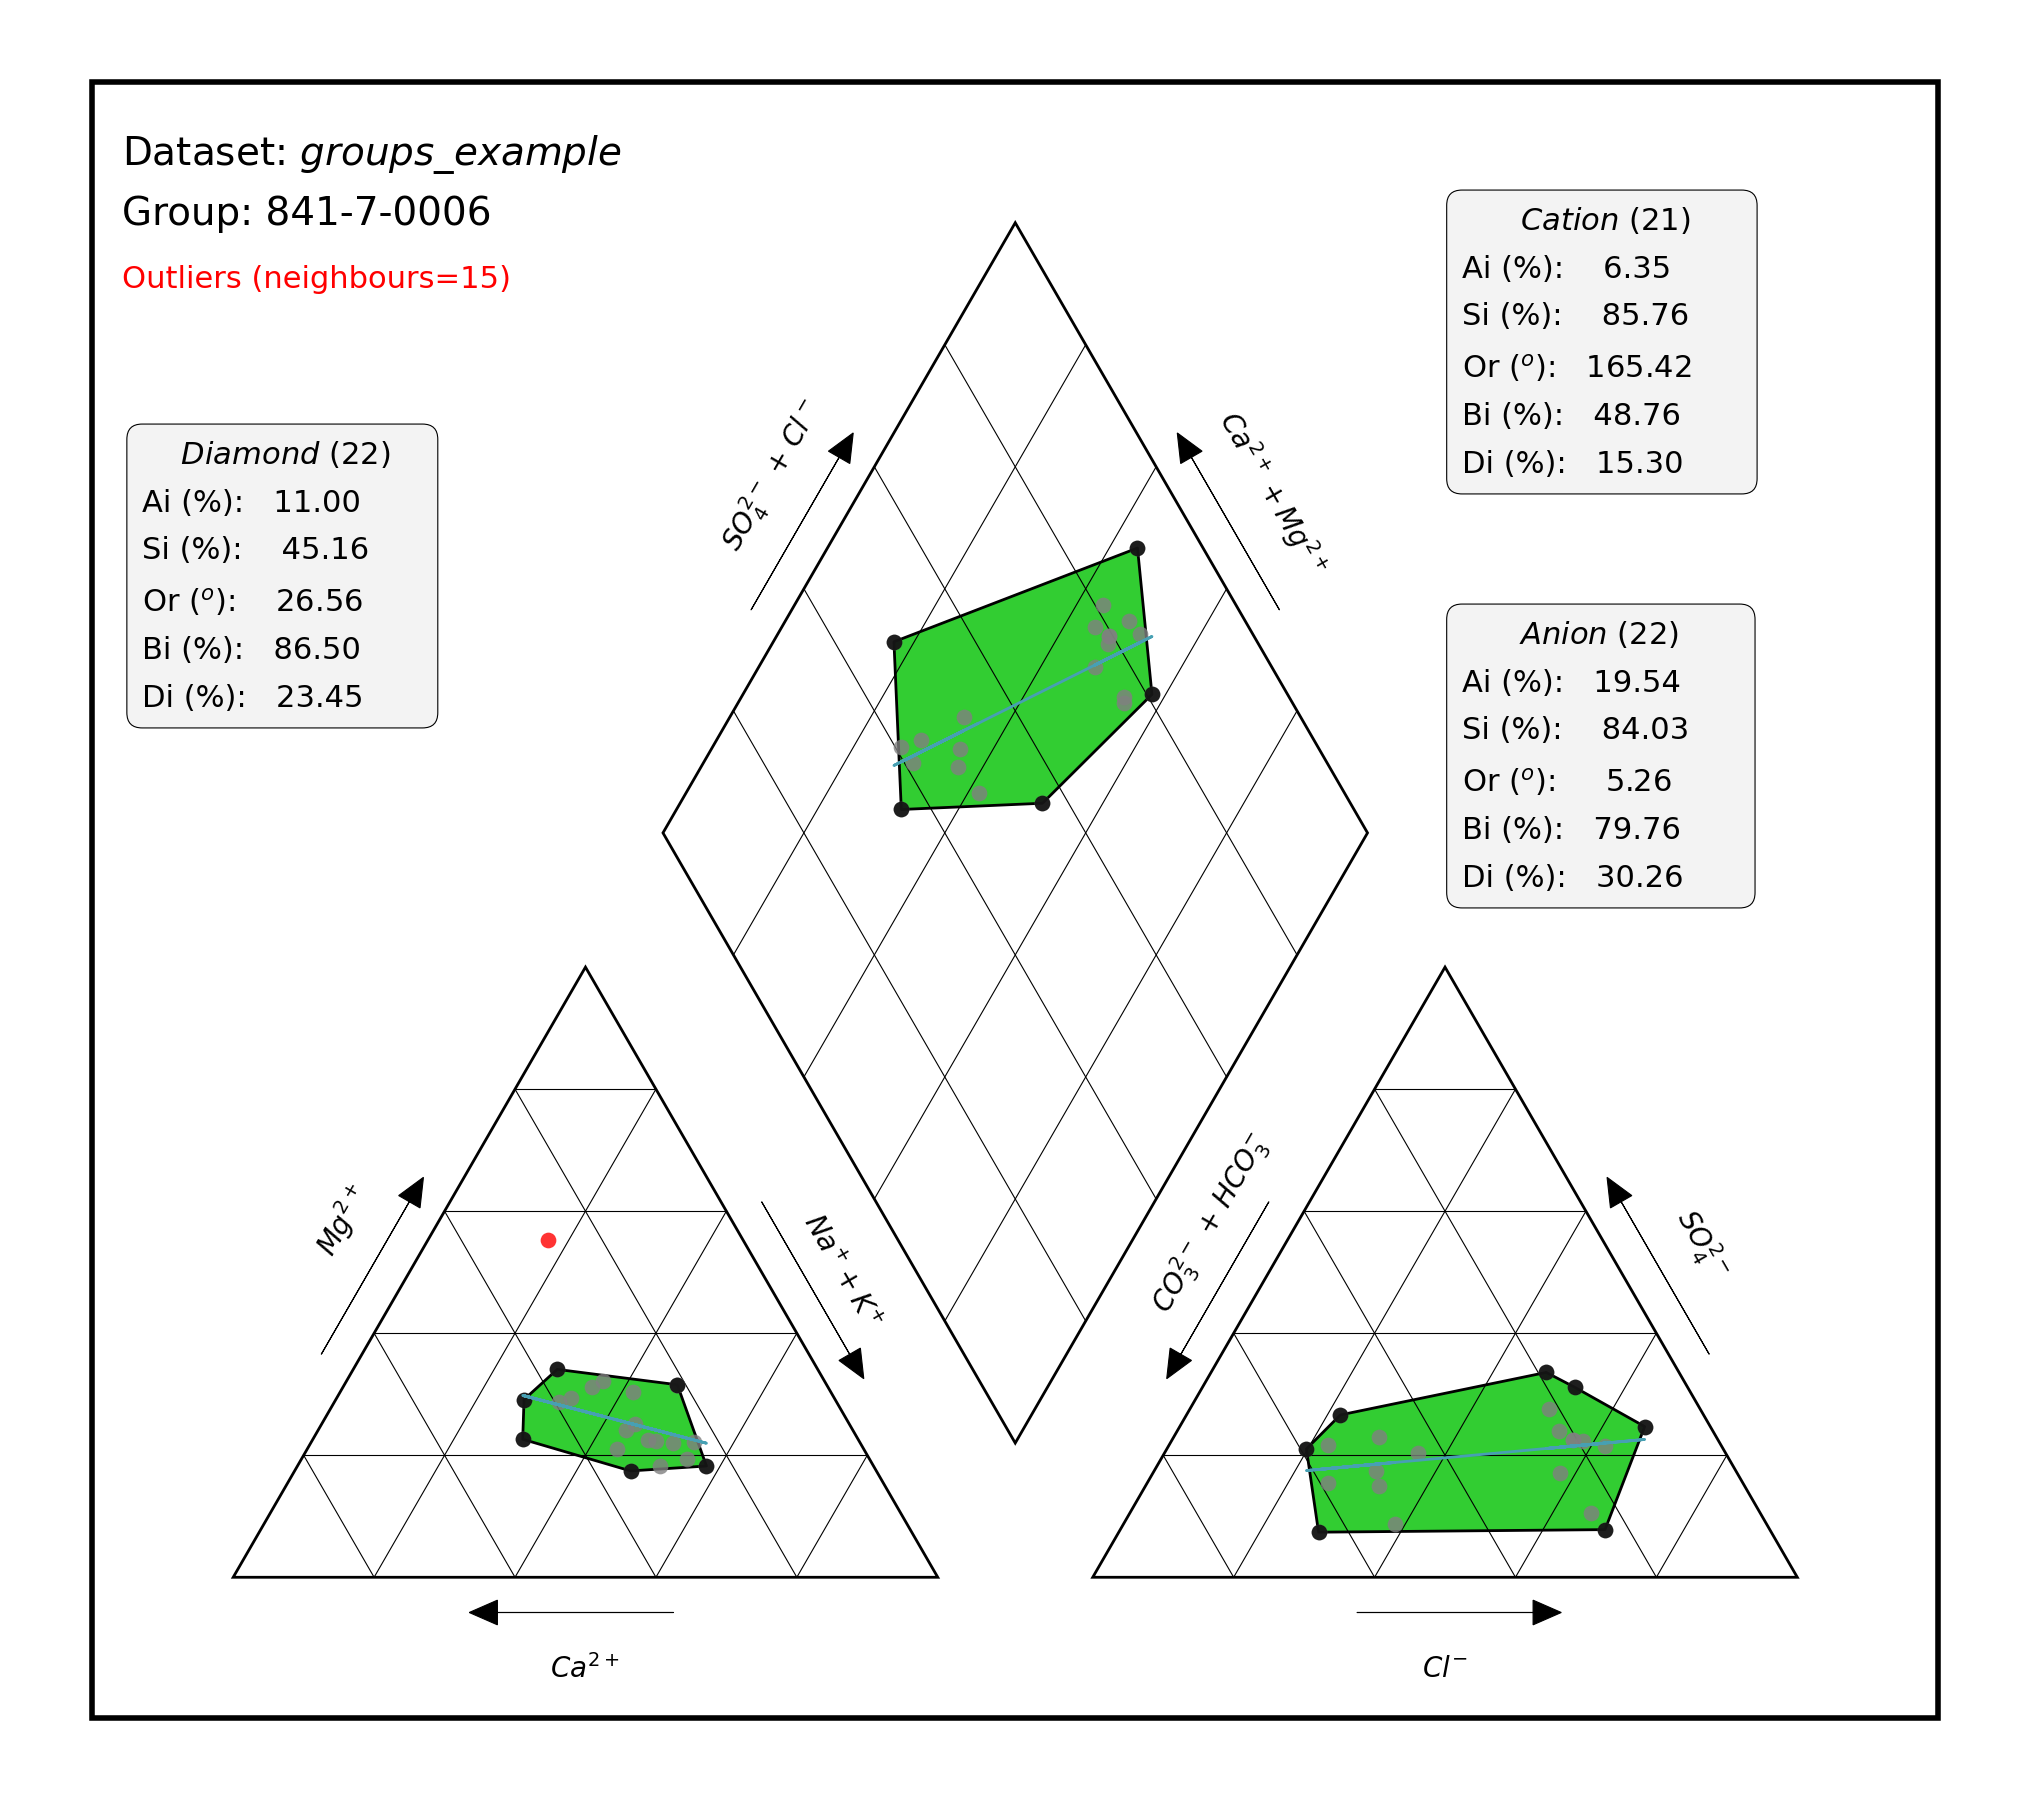 Dataset: groups_example
Group: 841-7-0006
Outliers (neighbours=15)
Cation (21)
Ai (%): 6.35
Si (%): 85.76
Or (°): 165.42
Bi (%): 48.76
Di (%): 15.30
Diamond (22)
Ai (%): 11.00
Si (%): 45.16
Or (°): 26.56
Bi (%): 86.50
Di (%): 23.45
Anion (22)
Ai (%): 19.54
Si (%): 84.03
Or (°): 5.26
Bi (%): 79.76
Di (%): 30.26
SO₄²⁻ + Cl⁻
Ca²⁺ + Mg²⁺
Mg²⁺
Na⁺ + K⁺
CO₃²⁻ + HCO₃⁻
SO₄²⁻
Ca²⁺
Cl⁻